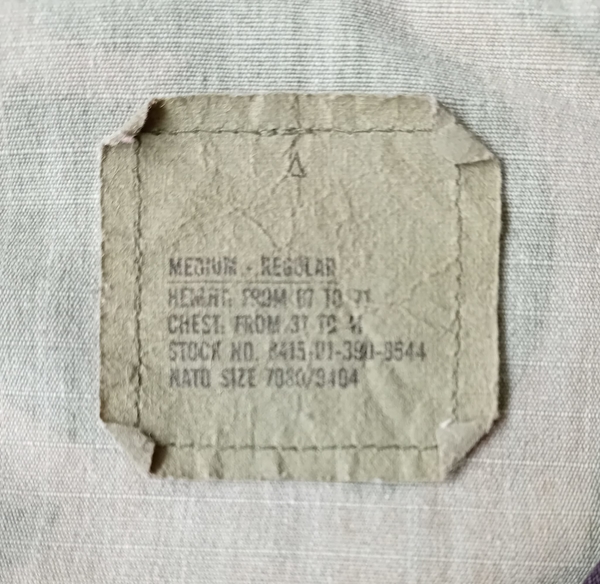 Δ
MEDIUM - REGULAR
HEIGHT: FROM 67 TO 71
CHEST: FROM 37 TO 41
STOCK NO. 8415-01-390-8544
NATO SIZE 7080/9404